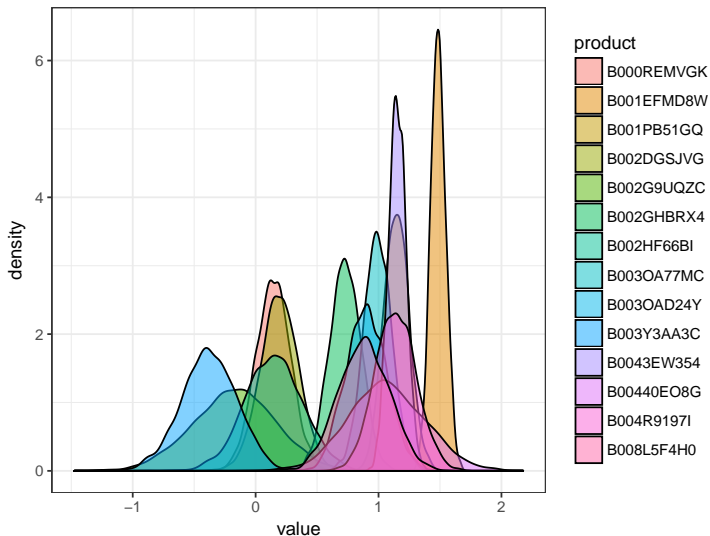 product
B000REMVGK
B001EFMD8W
B001PB51GQ
B002DGSJVG
B002G9UQZC
B002GHBRX4
B002HF66BI
B003OA77MC
B003OAD24Y
B003Y3AA3C
B0043EW354
B00440EO8G
B004R9197I
B008L5F4H0
density
6
4
2
0
−1
0
1
2
value